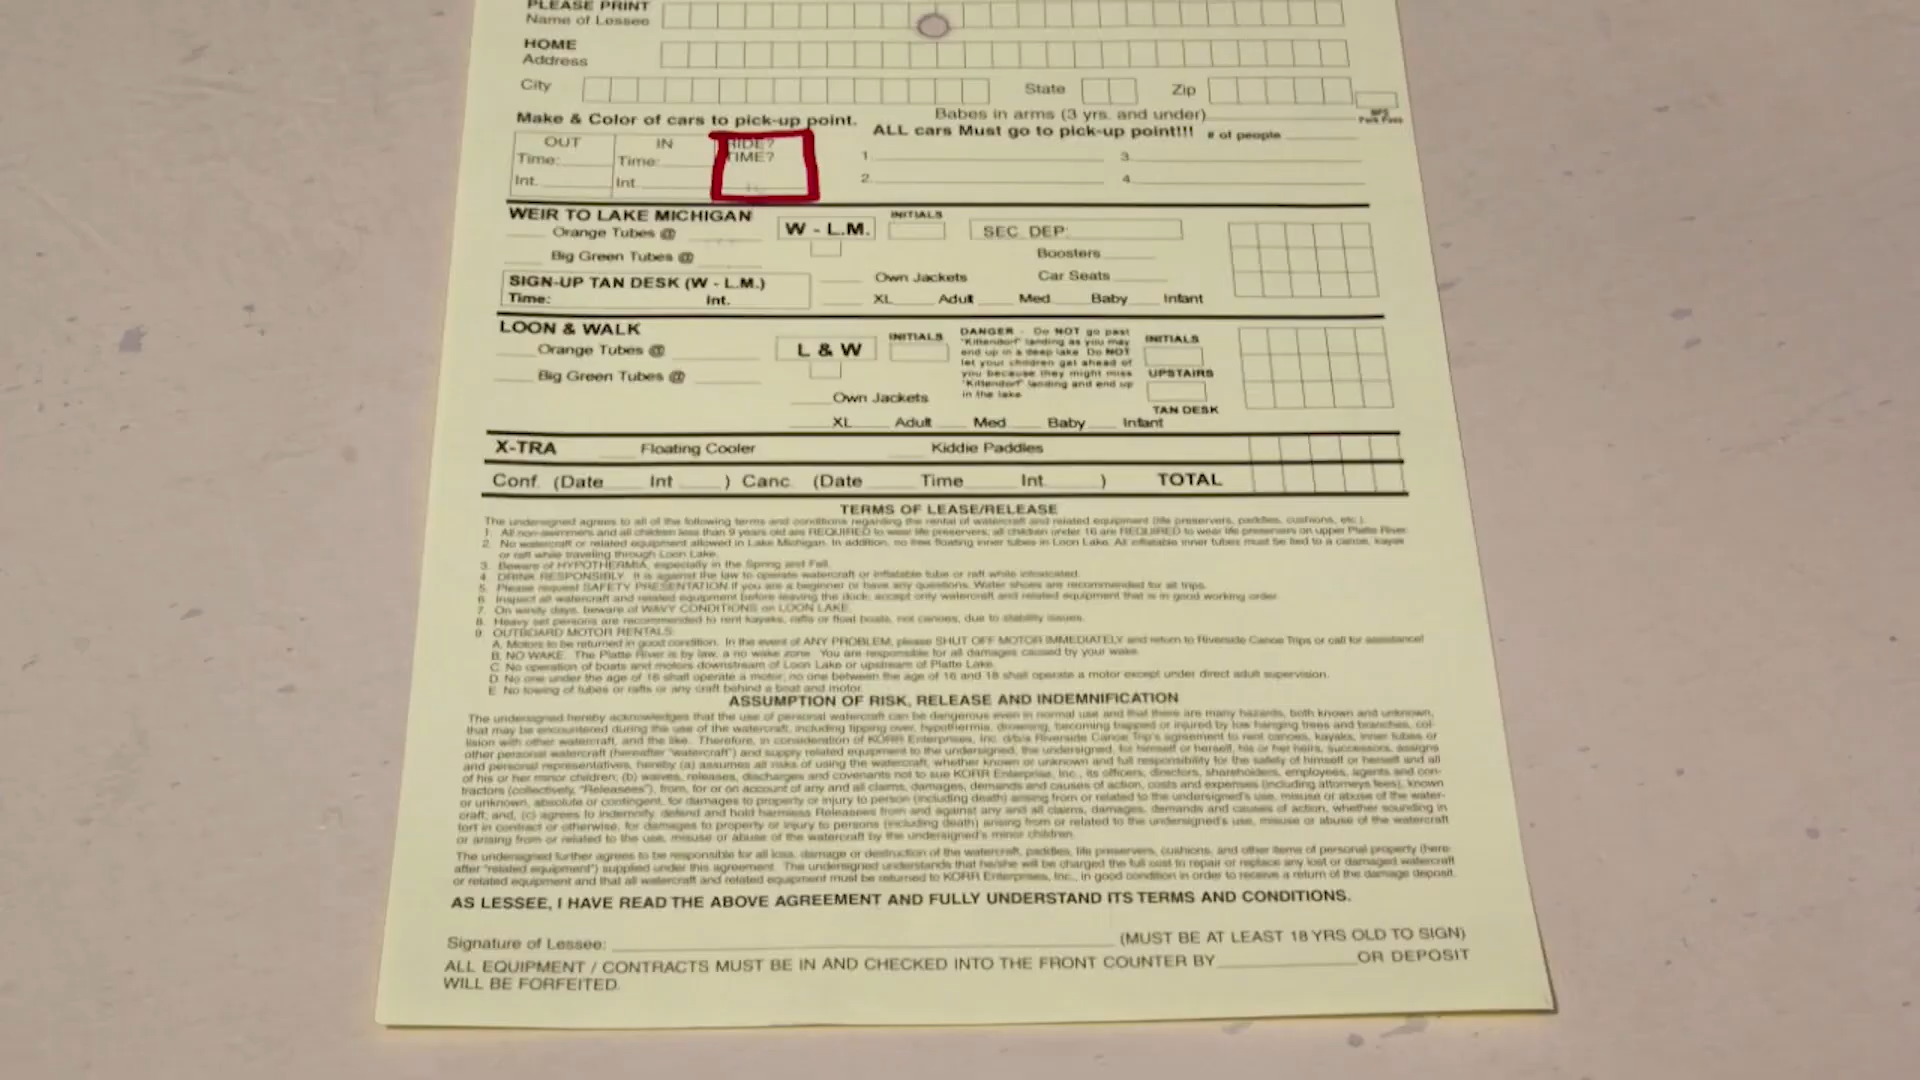 PLEASE PRINT
Name of Lessee
HOME
Address
City State Zip
NPS
Park Pass
Make & Color of cars to pick-up point.
Babes in arms (3 yrs. and under)
ALL cars Must go to pick-up point!!! # of people
OUT IN RIDE?
Time: Time: TIME?
Int. Int
1. 3.
2. 4.
WEIR TO LAKE MICHIGAN W - L.M. INITIALS SEC DEP:
Orange Tubes @
Big Green Tubes @ Boosters
SIGN-UP TAN DESK (W - L.M.) Own Jackets Car Seats
Time: Int. XL Adult Med Baby Infant
LOON & WALK L & W INITIALS
Orange Tubes @
Big Green Tubes @
DANGER - Do NOT go past
"Kittendorf" landing as you may
end up in a deep lake Do NOT
let your children get ahead of
you because they might miss
"Kittendorf" landing and end up
in the lake
INITIALS
UPSTAIRS
TAN DESK
Own Jackets
XL Adult Med Baby Infant
X-TRA Floating Cooler Kiddie Paddles
Conf. (Date Int ) Canc (Date Time Int ) TOTAL
TERMS OF LEASE/RELEASE
The undersigned agrees to all of the following terms and conditions regarding the rental of watercraft and related equipment (life preservers, paddles, cushions, etc.)
1. All non-swimmers and all children less than 9 years old are REQUIRED to wear life preservers; all children under 16 are REQUIRED to wear life preservers on upper Platte River.
2. No watercraft or related equipment allowed in Lake Michigan. In addition, no free floating inner tubes in Loon Lake. All inflatable inner tubes must be tied to a canoe, kayak
or raft while traveling through Loon Lake.
3. Beware of HYPOTHERMIA, especially in the Spring and Fall.
4. DRINK RESPONSIBLY. It is against the law to operate watercraft or inflatable tube or raft while intoxicated.
5. Please request SAFETY PRESENTATION if you are a beginner or have any questions. Water shoes are recommended for all trips.
6. Inspect all watercraft and related equipment before leaving the dock; accept only watercraft and related equipment that is in good working order.
7. On windy days, beware of WAVY CONDITIONS on LOON LAKE.
8. Heavy set persons are recommended to rent kayaks, rafts or float boats, not canoes, due to stability issues.
9. OUTBOARD MOTOR RENTALS:
A. Motors to be returned in good condition. In the event of ANY PROBLEM, please SHUT OFF MOTOR IMMEDIATELY and return to Riverside Canoe Trips or call for assistance!
B. NO WAKE. The Platte River is by law, a no wake zone. You are responsible for all damages caused by your wake.
C. No operation of boats and motors downstream of Loon Lake or upstream of Platte Lake.
D. No one under the age of 16 shall operate a motor; no one between the age of 16 and 18 shall operate a motor except under direct adult supervision.
E. No towing of tubes or rafts or any craft behind a boat and motor.
ASSUMPTION OF RISK, RELEASE AND INDEMNIFICATION
The undersigned hereby acknowledges that the use of personal watercraft can be dangerous even in normal use and that there are many hazards, both known and unknown,
that may be encountered during the use of the watercraft, including tipping over, hypothermia, drowning, becoming trapped or injured by low hanging trees and branches, col-
lision with other watercraft, and the like. Therefore, in consideration of KORR Enterprises, Inc. d/b/a Riverside Canoe Trip's agreement to rent canoes, kayaks, inner tubes or
other personal watercraft (hereafter "watercraft") and supply related equipment to the undersigned, the undersigned, for himself or herself, his or her heirs, successors, assigns
and personal representatives, hereby (a) assumes all risks of using the watercraft, whether known or unknown and full responsibility for the safety of himself or herself and all
of his or her minor children; (b) waives, releases, discharges and covenants not to sue KORR Enterprise, Inc., its officers, directors, shareholders, employees, agents and con-
tractors (collectively, "Releasees"), from, for or on account of any and all claims, damages, demands and causes of action, costs and expenses (including attorneys fees), known
or unknown, absolute or contingent, for damages to property or injury to person (including death) arising from or related to the undersigned's use, misuse or abuse of the water-
craft; and, (c) agrees to indemnify, defend and hold harmless Releasees from and against any and all claims, damages, demands and causes of action, whether sounding in
tort in contract or otherwise, for damages to property or injury to persons (including death) arising from or related to the undersigned's use, misuse or abuse of the watercraft
or arising from or related to the use, misuse or abuse of the watercraft by the undersigned's minor children.
The undersigned further agrees to be responsible for all loss, damage or destruction of the watercraft, paddles, life preservers, cushions, and other items of personal property (here-
after "related equipment") supplied under this agreement. The undersigned understands that he/she will be charged the full cost to repair or replace any lost or damaged watercraft
or related equipment and that all watercraft and related equipment must be returned to KORR Enterprises, Inc., in good condition in order to receive a return of the damage deposit.
AS LESSEE, I HAVE READ THE ABOVE AGREEMENT AND FULLY UNDERSTAND ITS TERMS AND CONDITIONS.
Signature of Lessee: (MUST BE AT LEAST 18 YRS OLD TO SIGN)
ALL EQUIPMENT / CONTRACTS MUST BE IN AND CHECKED INTO THE FRONT COUNTER BY OR DEPOSIT
WILL BE FORFEITED.